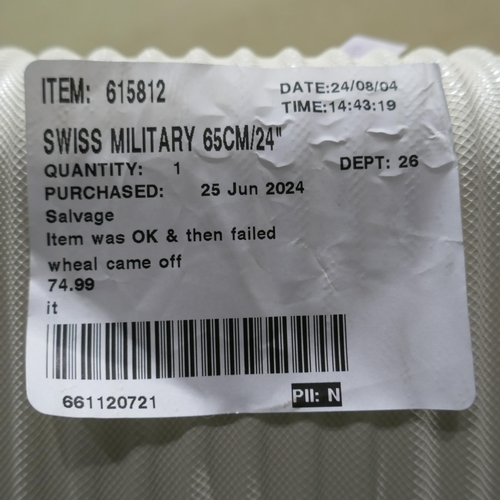 ITEM: 615812 DATE:24/08/04
TIME:14:43:19
SWISS MILITARY 65CM/24"
QUANTITY: 1 DEPT: 26
PURCHASED: 25 Jun 2024
Salvage
Item was OK & then failed
wheal came off
74.99
it
661120721 PII: N